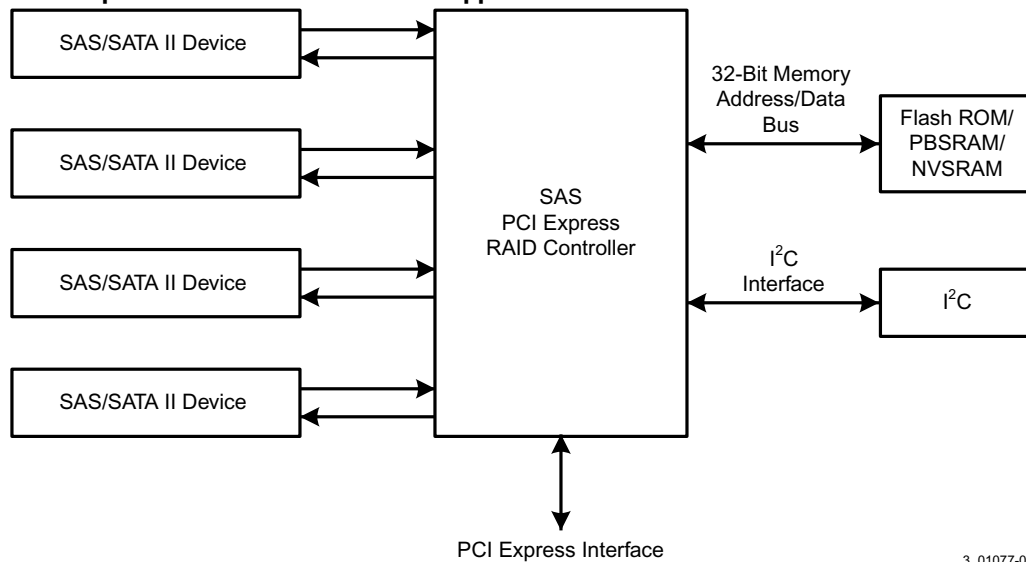 SAS/SATA II Device
SAS/SATA II Device
SAS/SATA II Device
SAS/SATA II Device
SAS
PCI Express
RAID Controller
32-Bit Memory
Address/Data
Bus
Flash ROM/
PBSRAM/
NVSRAM
I²C
Interface
I²C
PCI Express Interface